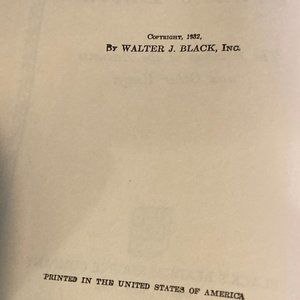 Copyright, 1932,
By WALTER J. BLACK, Inc.
PRINTED IN THE UNITED STATES OF AMERICA